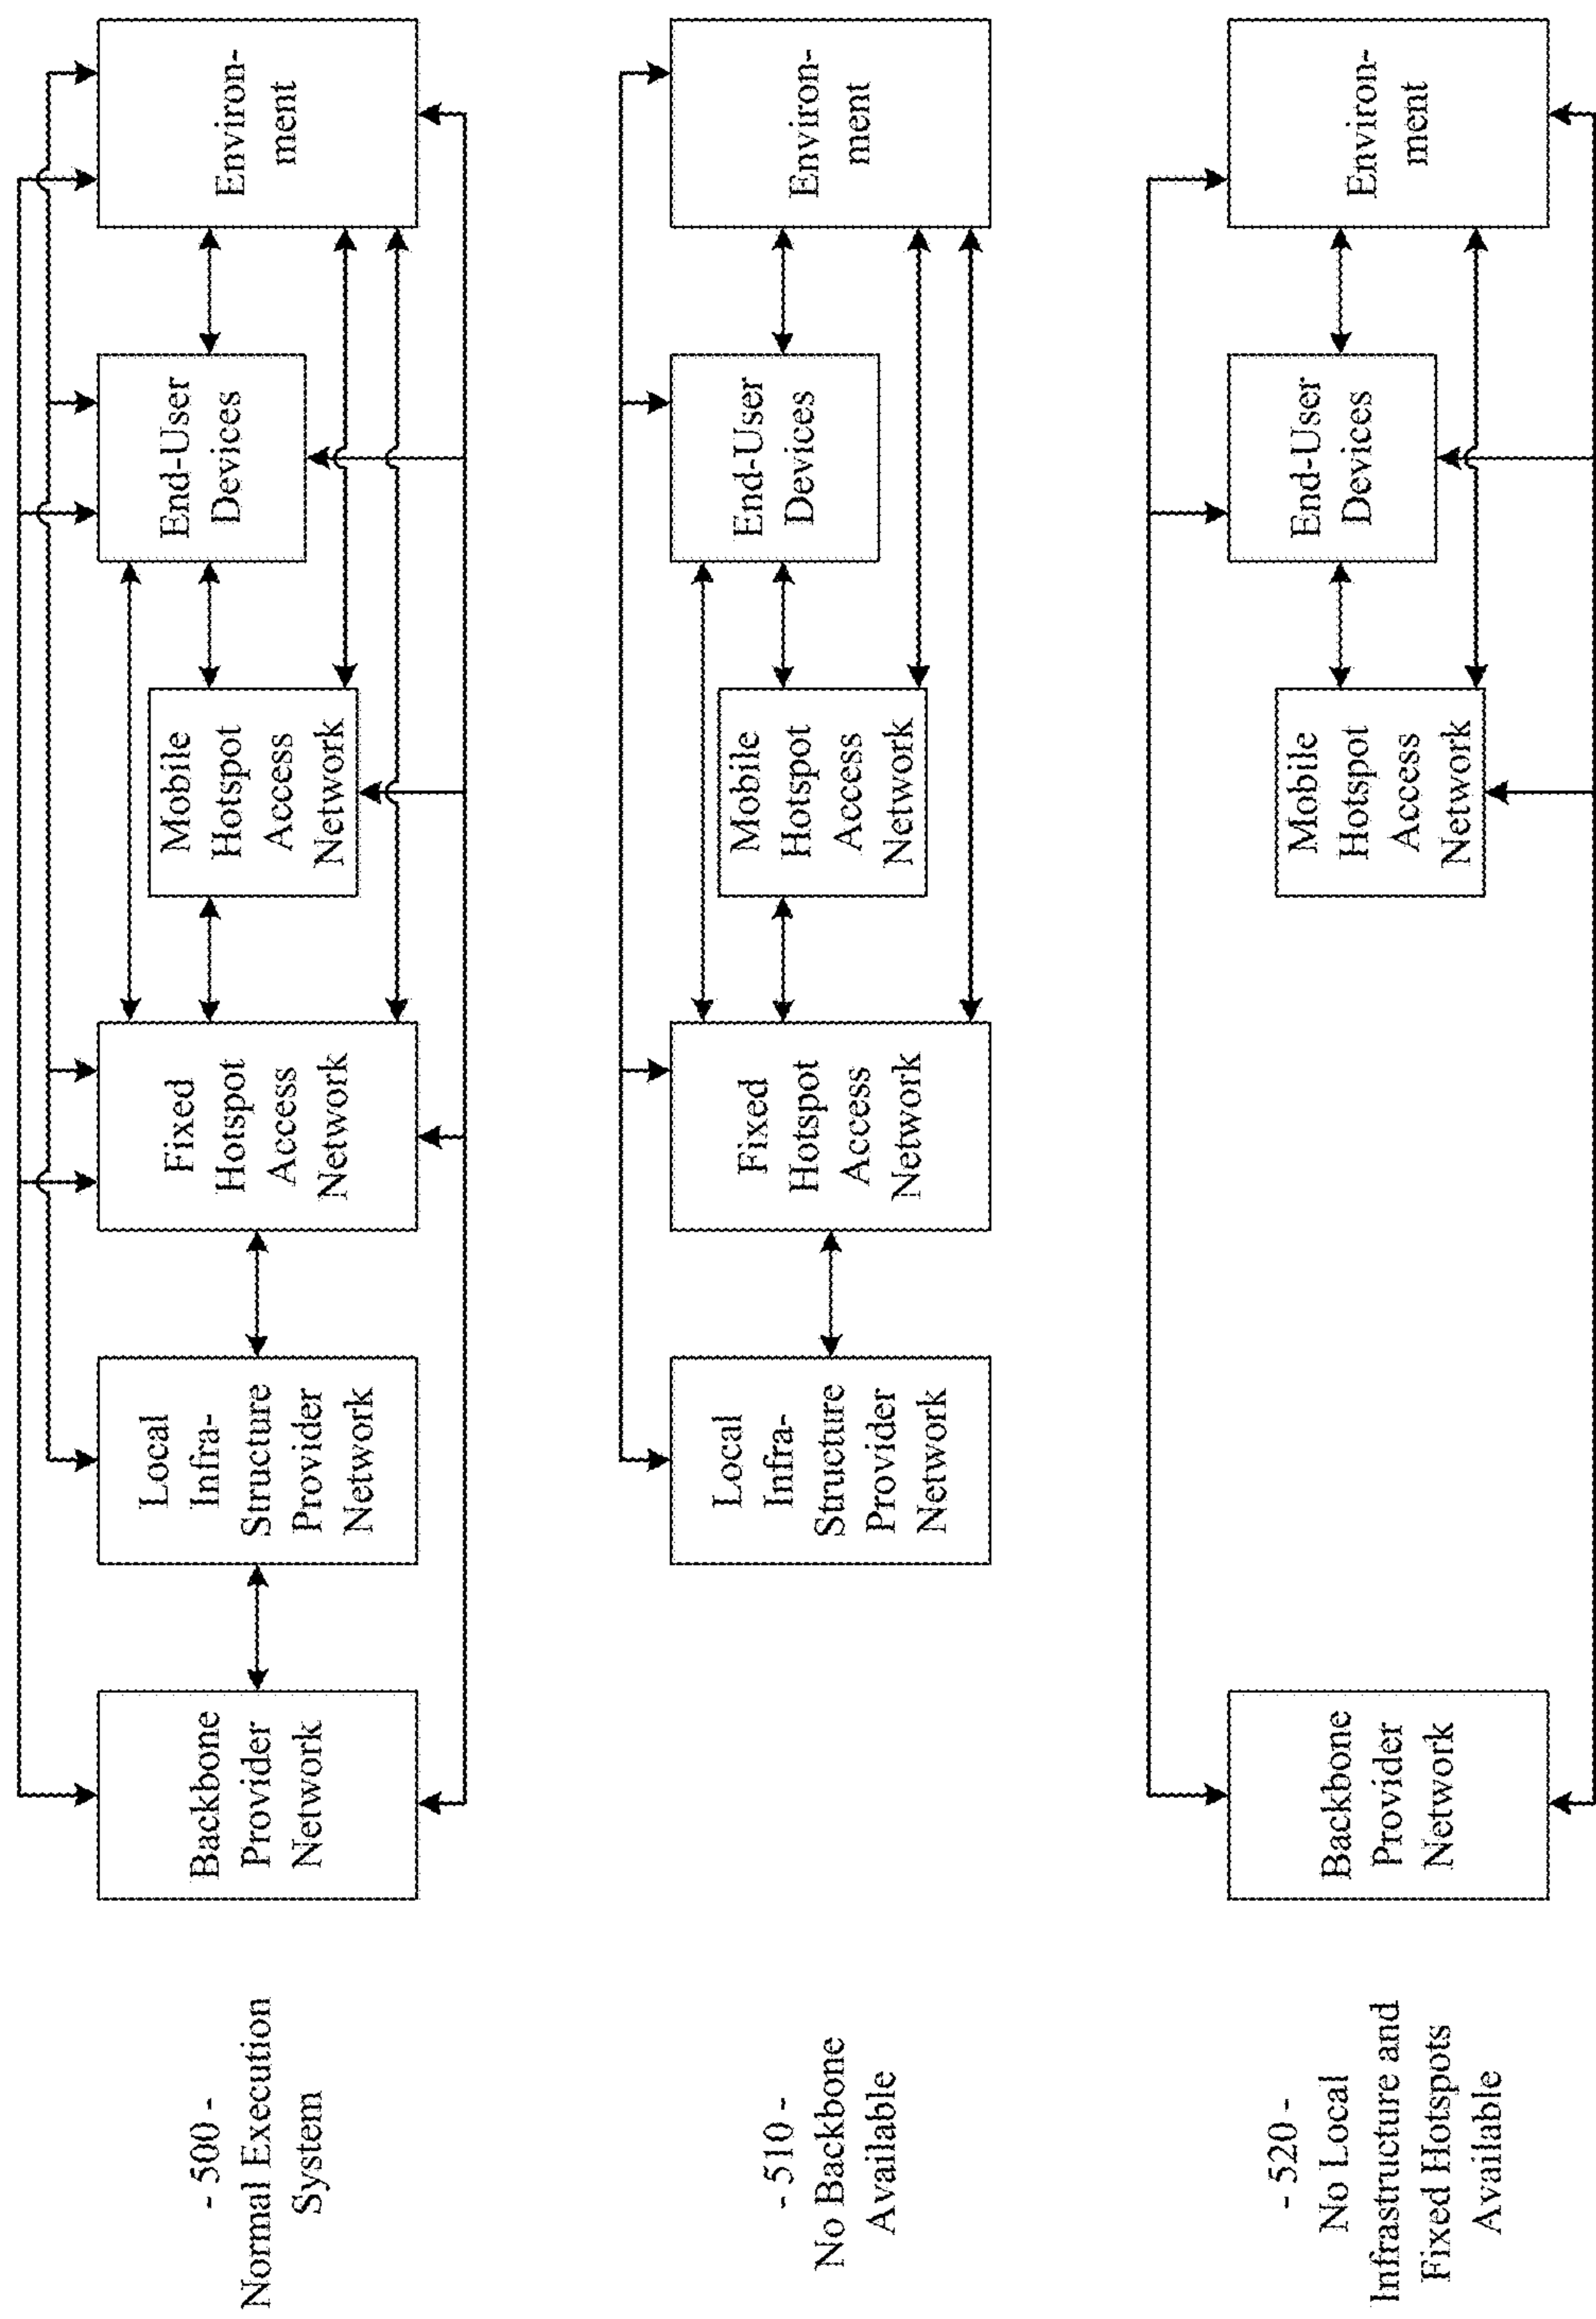 - 500 -
Normal Execution
System
Backbone
Provider
Network
Local
Infra-
Structure
Provider
Network
Fixed
Hotspot
Access
Network
Mobile
Hotspot
Access
Network
End-User
Devices
Environ-
ment
- 510 -
No Backbone
Available
Local
Infra-
Structure
Provider
Network
Fixed
Hotspot
Access
Network
Mobile
Hotspot
Access
Network
End-User
Devices
Environ-
ment
- 520 -
No Local
Infrastructure and
Fixed Hotspots
Available
Backbone
Provider
Network
Mobile
Hotspot
Access
Network
End-User
Devices
Environ-
ment